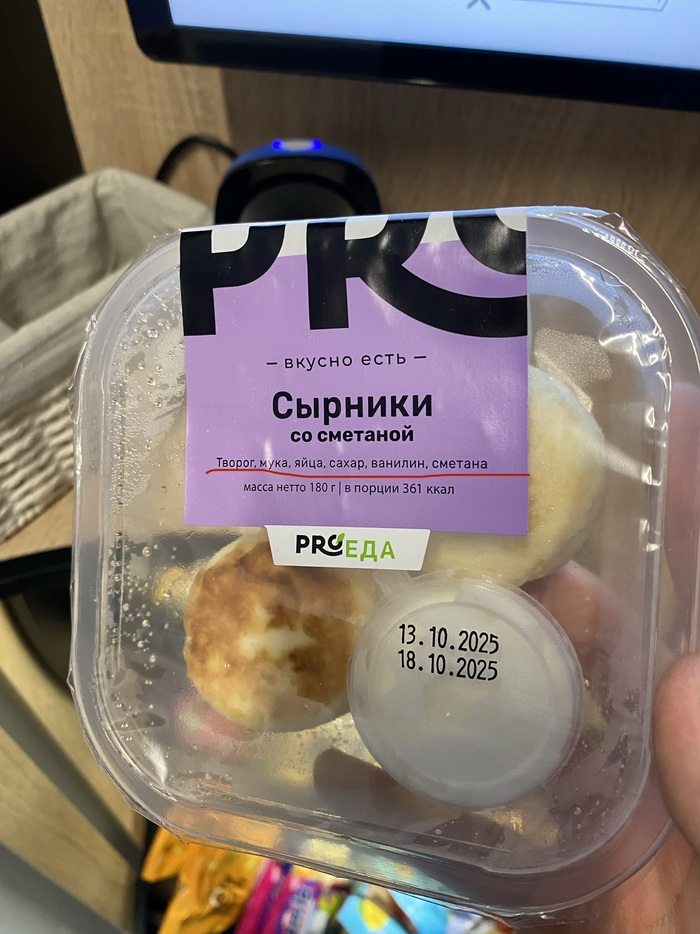 PRO
– вкусно есть –
Сырники
со сметаной
Творог, мука, яйца, сахар, ванилин, сметана
масса нетто 180 г | в порции 361 ккал
PROЕДА
13.10.2025
18.10.2025